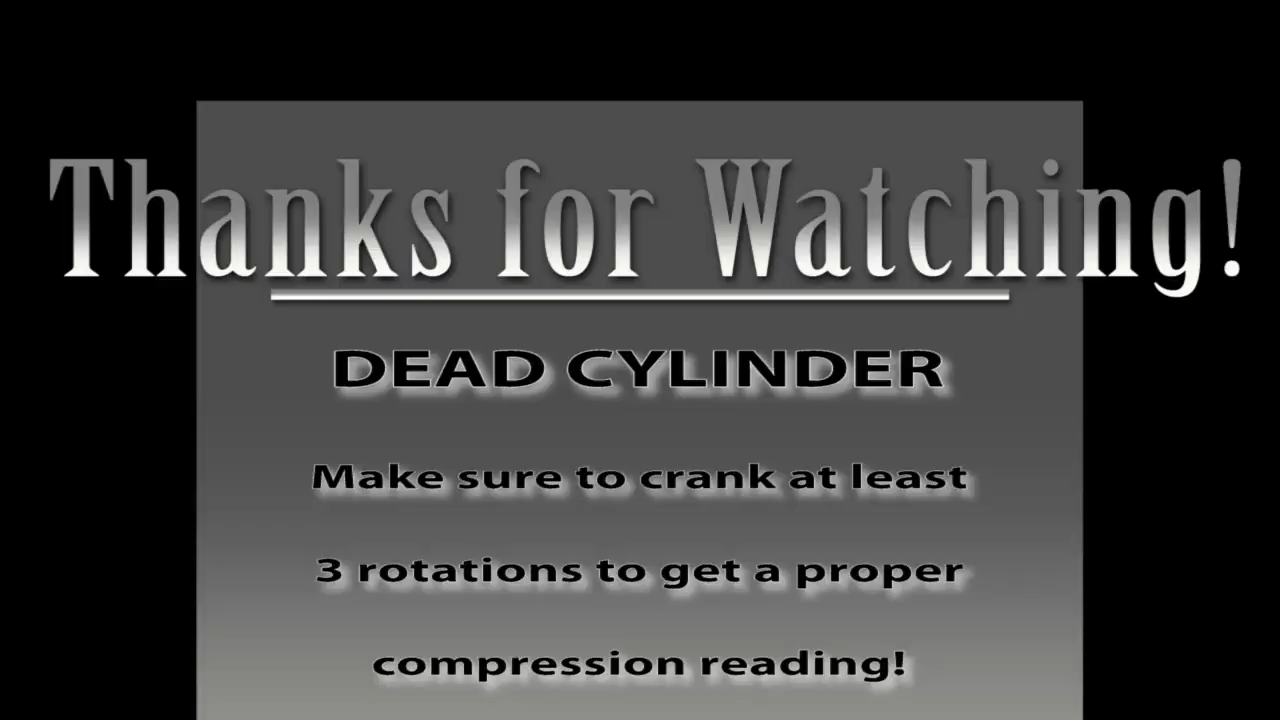 Thanks for Watching!
DEAD CYLINDER
Make sure to crank at least
3 rotations to get a proper
compression reading!